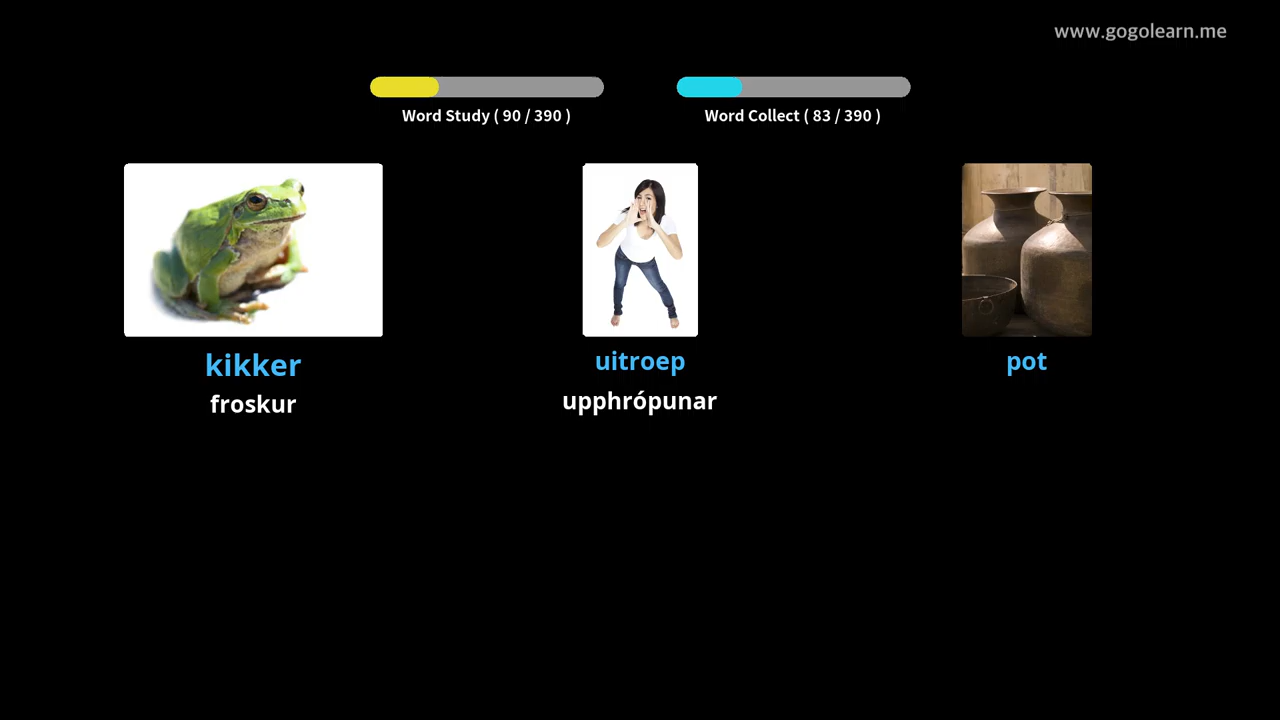 www.gogolearn.me
Word Study ( 90 / 390 )
Word Collect ( 83 / 390 )
kikker
froskur
uitroep
upphrópunar
pot